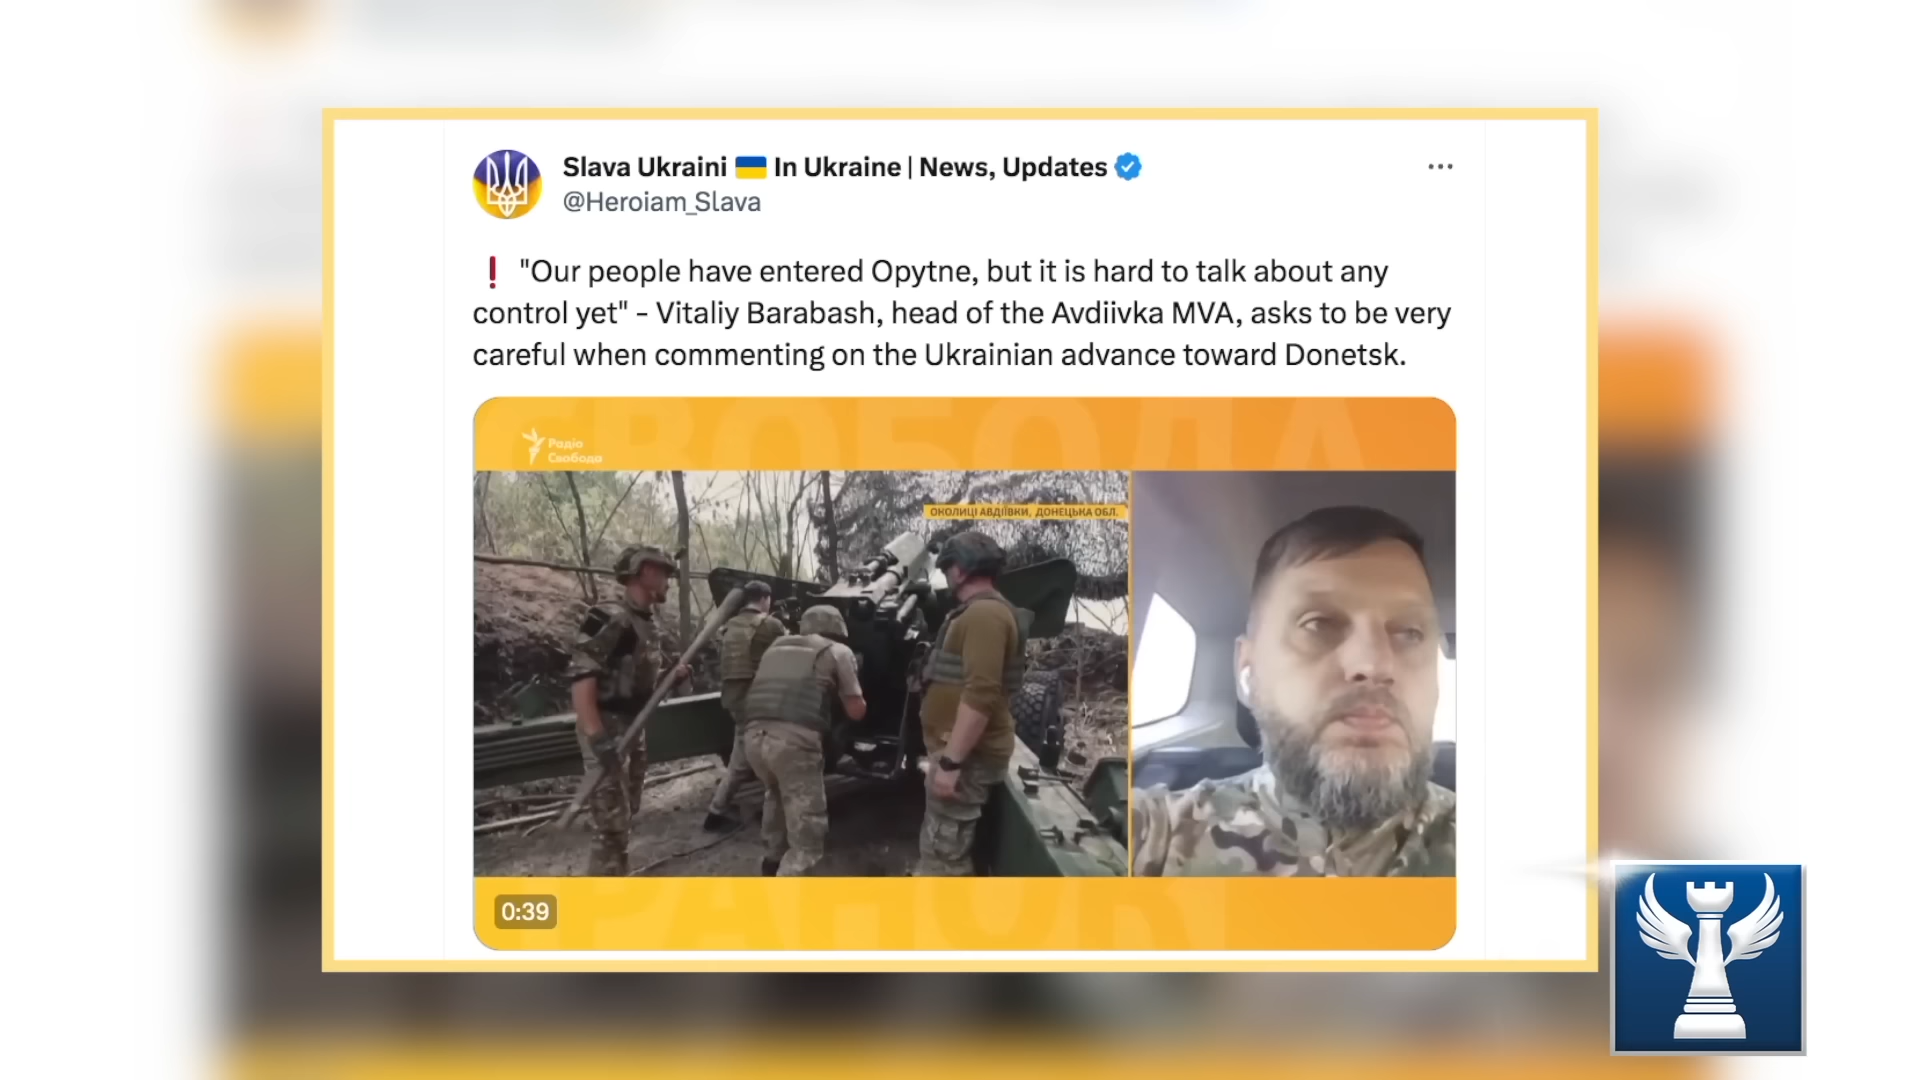 Slava Ukraini 🇺🇦 In Ukraine | News, Updates
@Heroiam_Slava
❗ "Our people have entered Opytne, but it is hard to talk about any
control yet" - Vitaliy Barabash, head of the Avdiivka MVA, asks to be very
careful when commenting on the Ukrainian advance toward Donetsk.
СВОБОДА
Радіо
Свобода
ОКОЛИЦІ АВДІЇВКИ, ДОНЕЦЬКА ОБЛ.
РАНОК
0:39